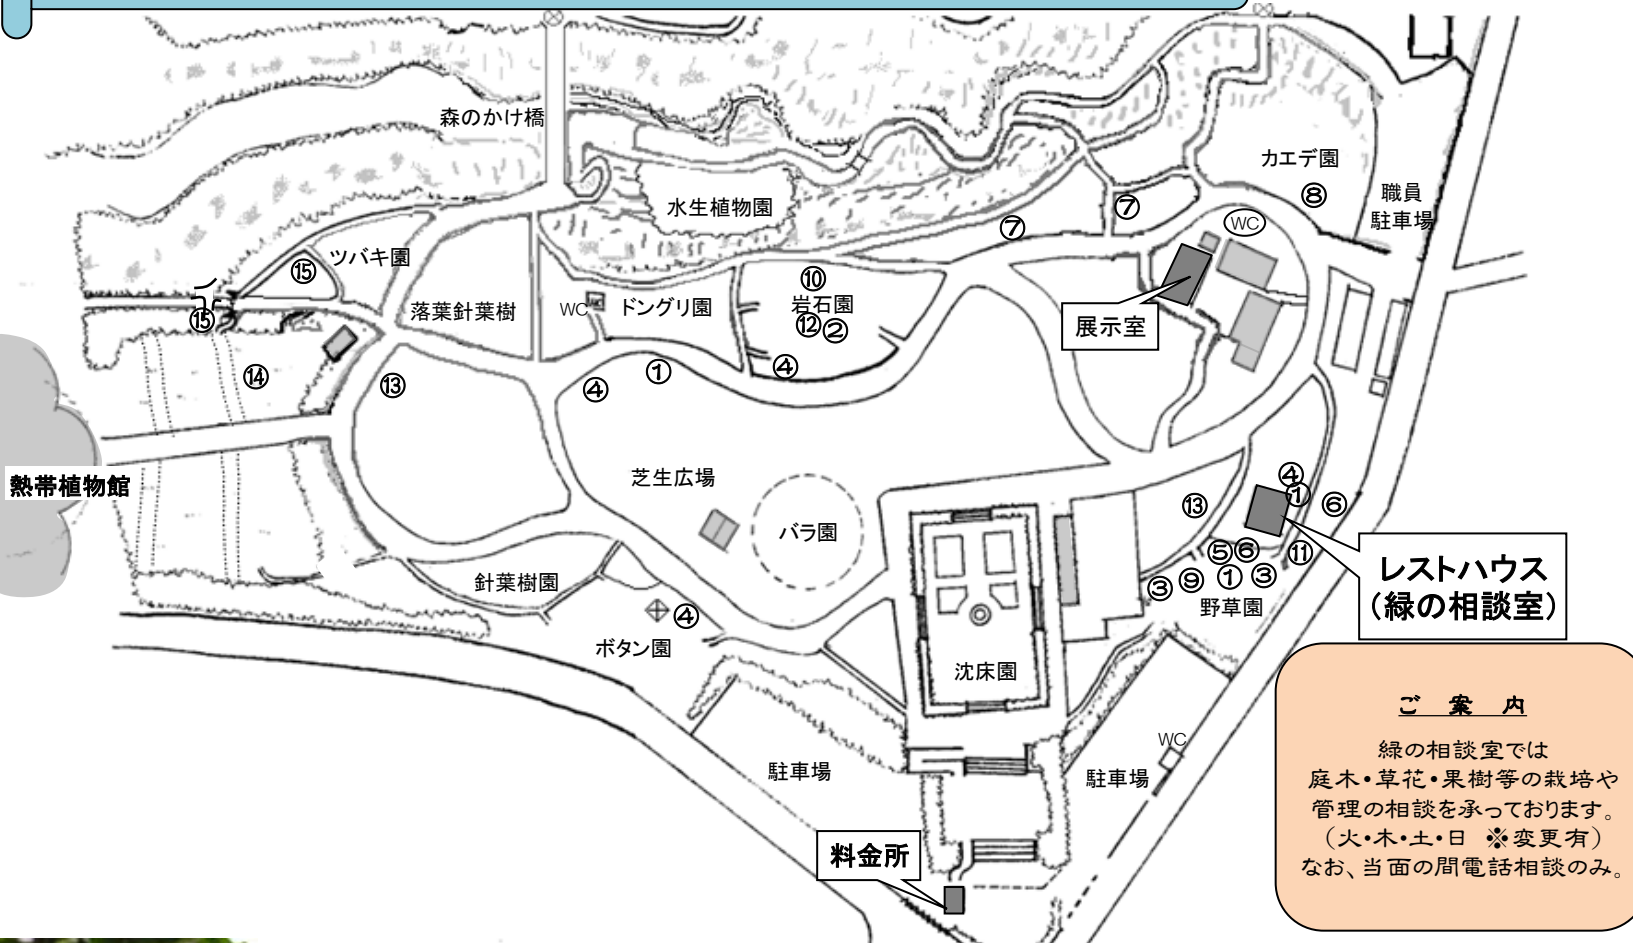 森のかけ橋
カエデ園
⑧
職員
駐車場
水生植物園
⑦
⑦
WC
ツバキ園
⑮
⑮
落葉針葉樹
WC
ドングリ園
⑩
岩石園
⑫②
④
展示室
⑭
⑬
④
①
熱帯植物館
芝生広場
バラ園
⑬
④
①
⑥
レストハウス
(緑の相談室)
⑤⑥
⑪
③
⑨
①
③
野草園
針葉樹園
④
ボタン園
沈床園
駐車場
WC
駐車場
料金所
ご 案 内
緑の相談室では
庭木・草花・果樹等の栽培や
管理の相談を承っております。
(火・木・土・日 ※変更有)
なお、当面の間電話相談のみ。